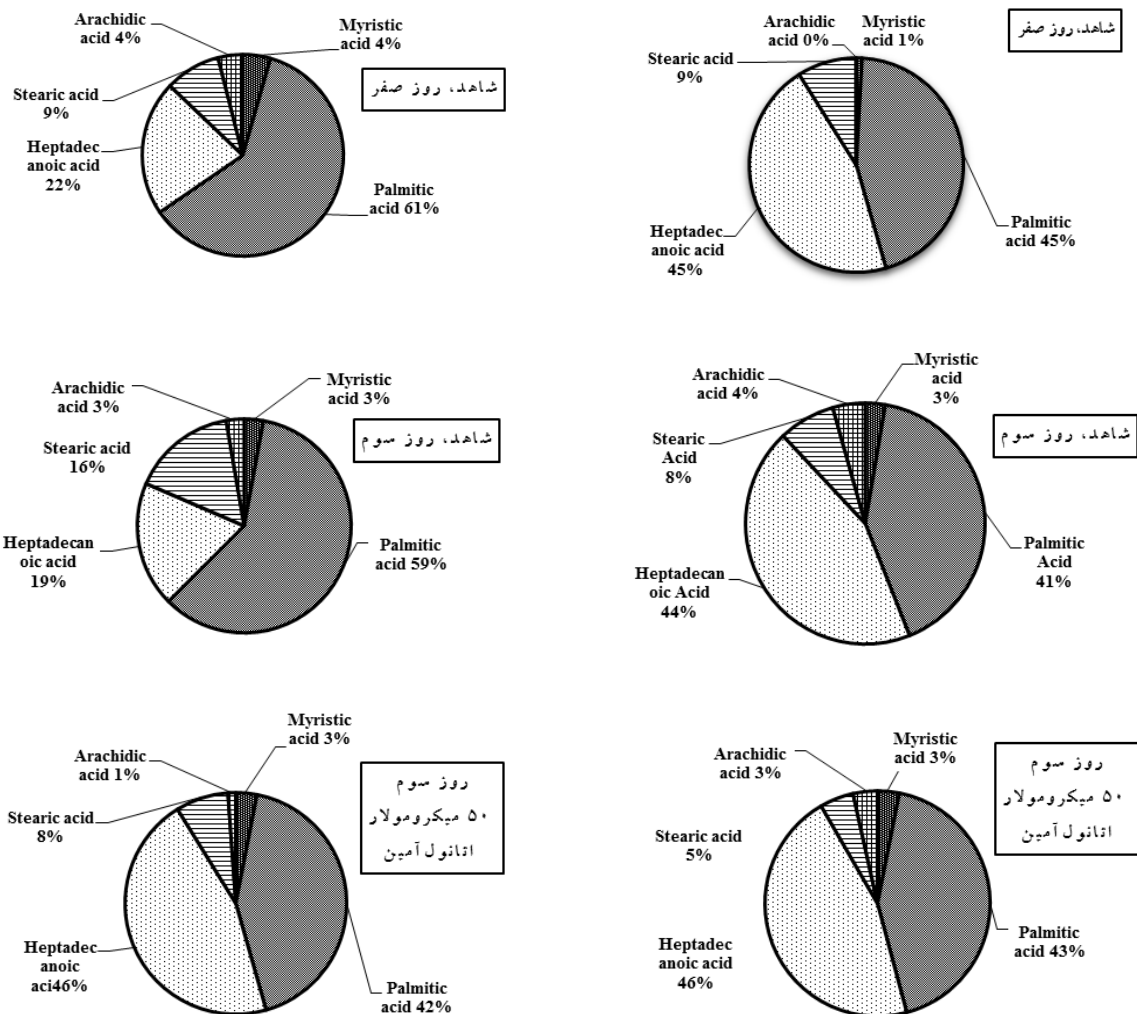 Arachidic
acid 4%
Myristic
acid 4%
شاهد، روز صفر
Stearic acid
9%
Heptadec
anoic acid
22%
Palmitic
acid 61%
Arachidic
acid 0%
Myristic
acid 1%
شاهد، روز صفر
Stearic acid
9%
Heptadec
anoic acid
45%
Palmitic
acid 45%
Arachidic
acid 3%
Myristic
acid 3%
شاهد، روز سوم
Stearic acid
16%
Heptadecan
oic acid
19%
Palmitic
acid 59%
Arachidic
acid 4%
Myristic
acid
3%
شاهد، روز سوم
Stearic
Acid
8%
Heptadecan
oic Acid
44%
Palmitic
Acid
41%
Arachidic
acid 1%
Myristic
acid 3%
روز سوم
۵۰ میکرومولار
اتانول آمین
Stearic acid
8%
Heptadec
anoic
aci46%
Palmitic
acid 42%
Arachidic
acid 3%
Myristic
acid 3%
روز سوم
۵۰ میکرومولار
اتانول آمین
Stearic acid
5%
Heptadec
anoic acid
46%
Palmitic
acid 43%